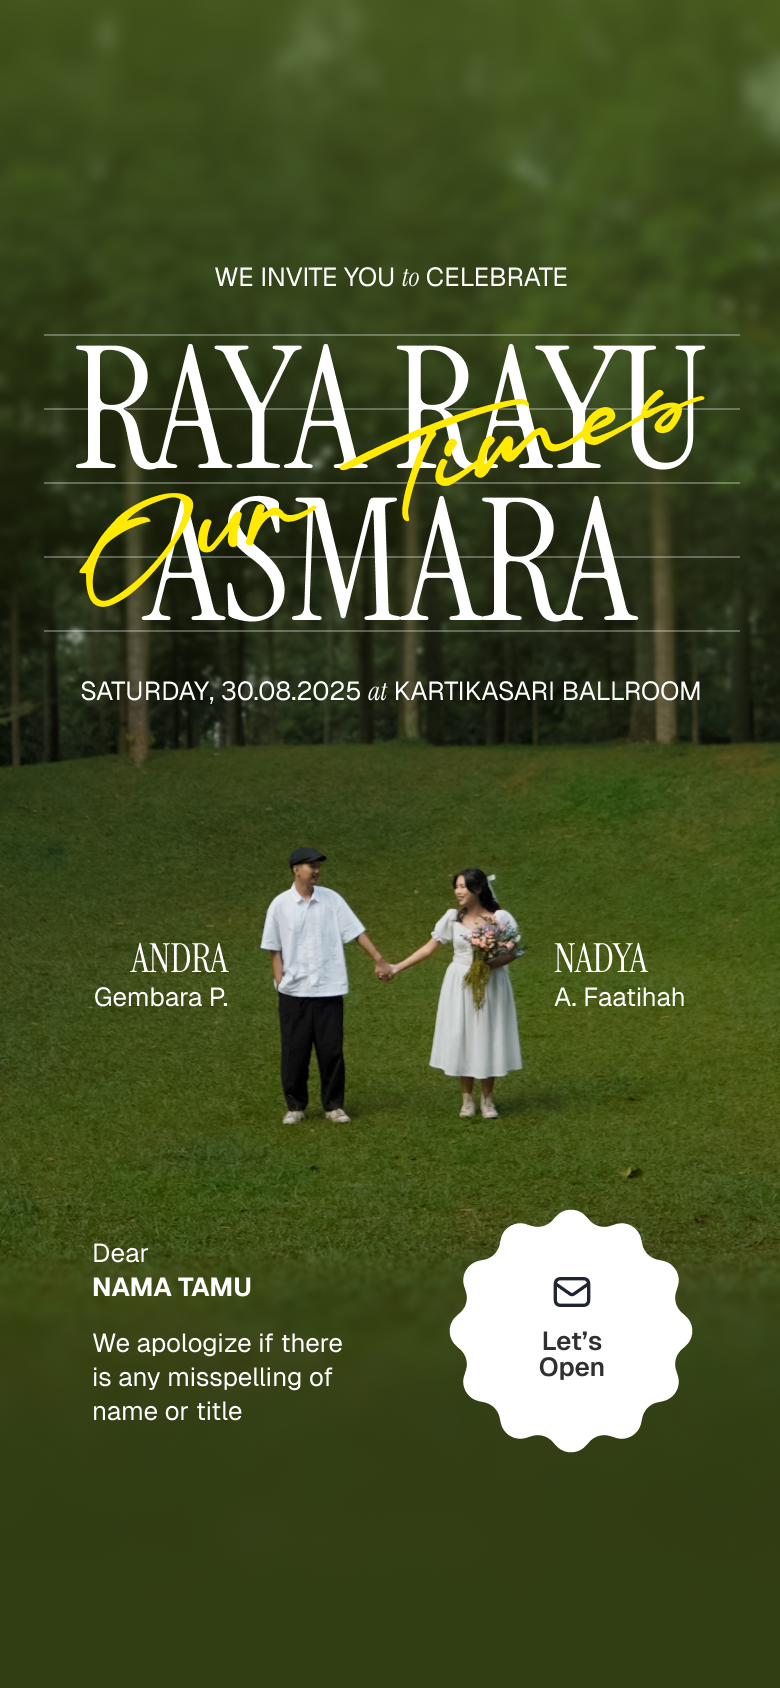 WE INVITE YOU to CELEBRATE
RAYA RAYU
Times
Our
ASMARA
SATURDAY, 30.08.2025 at KARTIKASARI BALLROOM
ANDRA
Gembara P.
NADYA
A. Faatihah
Dear
NAMA TAMU
We apologize if there
is any misspelling of
name or title
Let's
Open